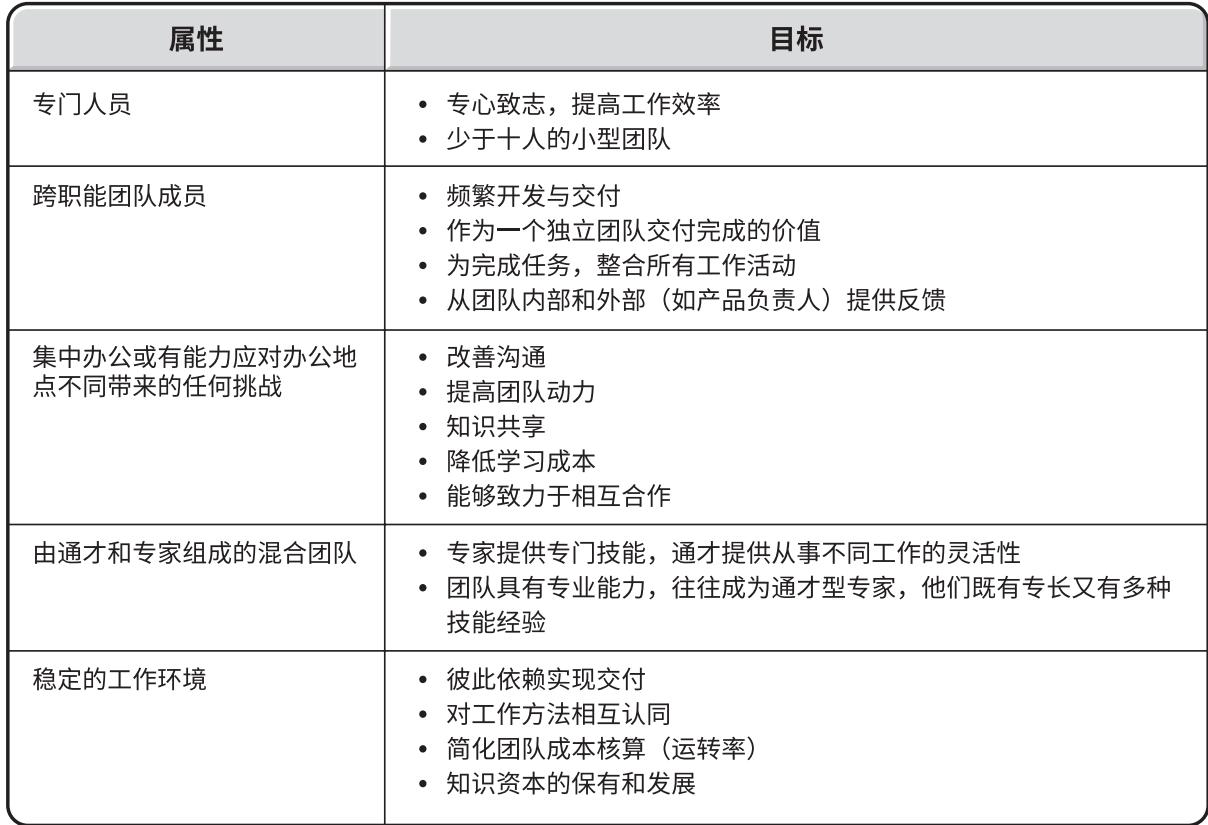 属性
目标
专门人员
• 专心致志，提高工作效率
• 少于十人的小型团队
跨职能团队成员
• 频繁开发与交付
• 作为一个独立团队交付完成的价值
• 为完成任务，整合所有工作活动
• 从团队内部和外部（如产品负责人）提供反馈
集中办公或有能力应对办公地
点不同带来的任何挑战
• 改善沟通
• 提高团队动力
• 知识共享
• 降低学习成本
• 能够致力于相互合作
由通才和专家组成的混合团队
• 专家提供专门技能，通才提供从事不同工作的灵活性
• 团队具有专业能力，往往成为通才型专家，他们既有专长又有多种
技能经验
稳定的工作环境
• 彼此依赖实现交付
• 对工作方法相互认同
• 简化团队成本核算（运转率）
• 知识资本的保有和发展